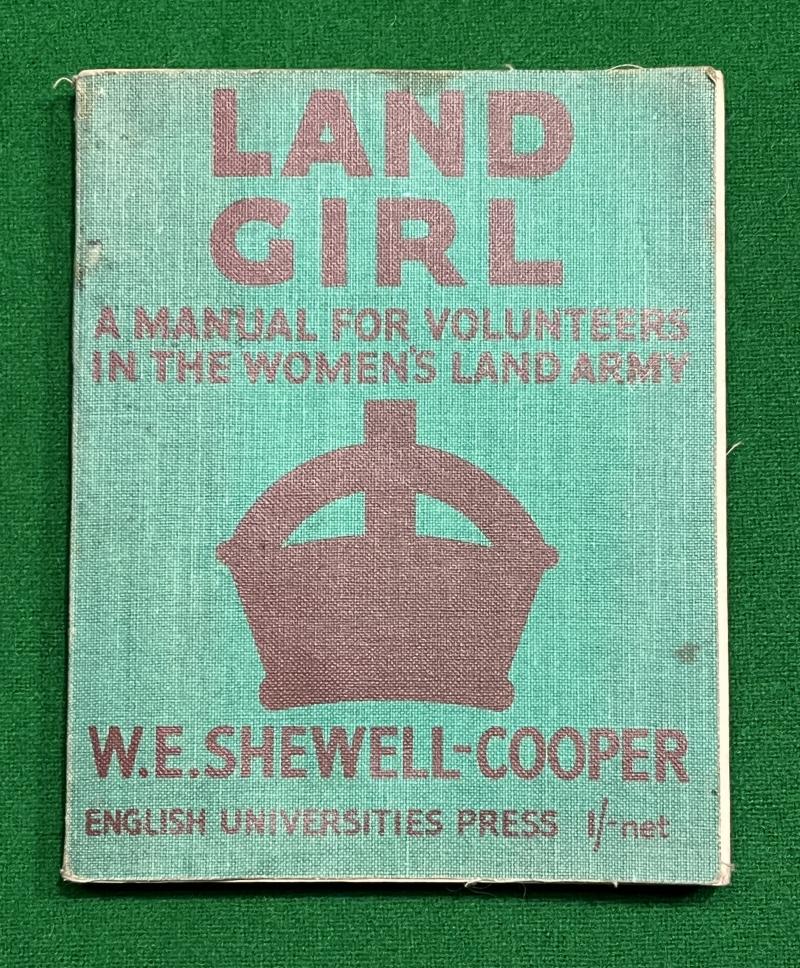 LAND
GIRL
A MANUAL FOR VOLUNTEERS
IN THE WOMEN'S LAND ARMY
W.E.SHEWELL-COOPER
ENGLISH UNIVERSITIES PRESS 1/-net